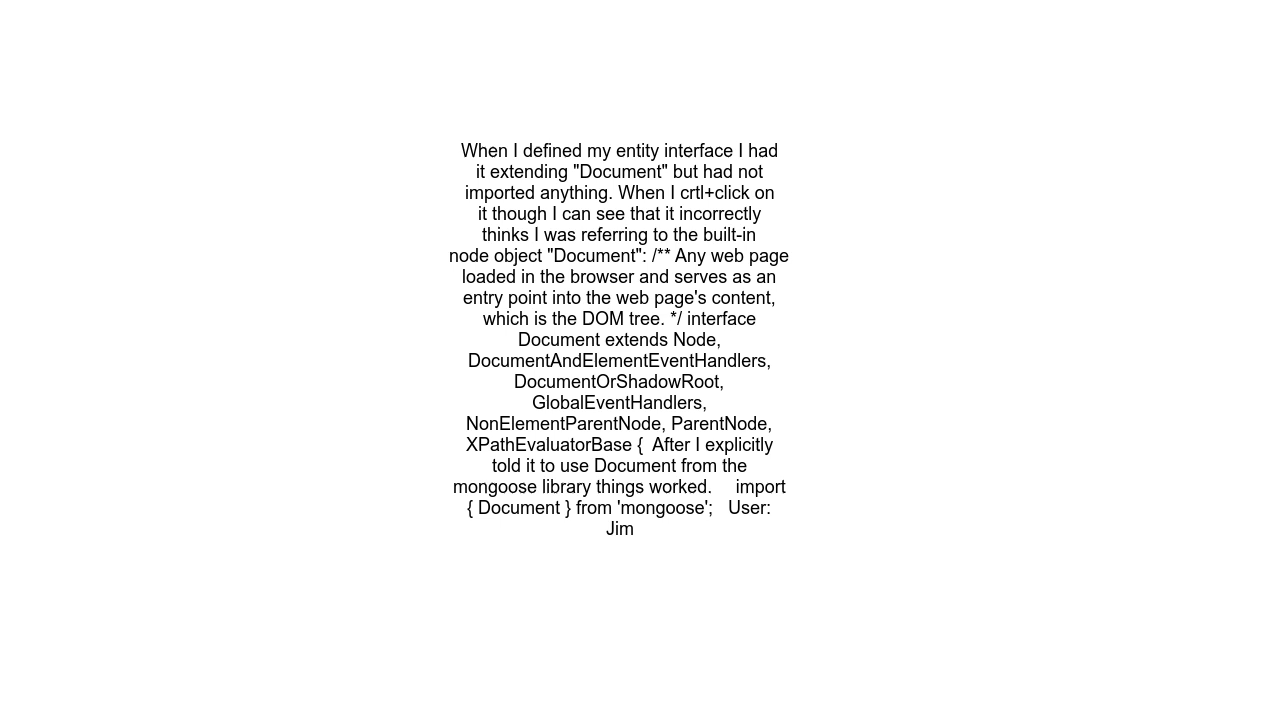 When I defined my entity interface I had
it extending "Document" but had not
imported anything. When I crtl+click on
it though I can see that it incorrectly
thinks I was referring to the built-in
node object "Document": /** Any web page
loaded in the browser and serves as an
entry point into the web page's content,
which is the DOM tree. */ interface
Document extends Node,
DocumentAndElementEventHandlers,
DocumentOrShadowRoot,
GlobalEventHandlers,
NonElementParentNode, ParentNode,
XPathEvaluatorBase {  After I explicitly
told it to use Document from the
mongoose library things worked.     import
{ Document } from 'mongoose';   User:
Jim